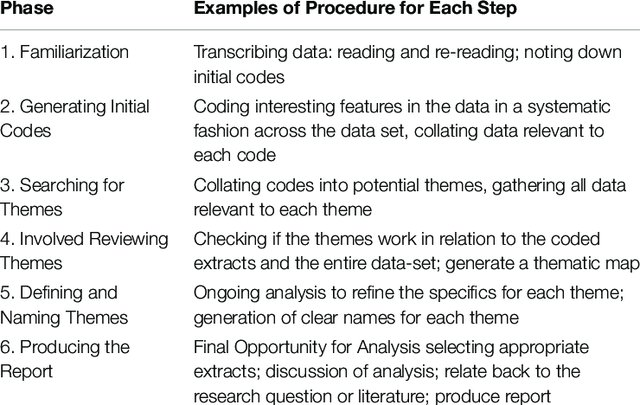 Phase Examples of Procedure for Each Step
1. Familiarization Transcribing data: reading and re-reading; noting down
initial codes
2. Generating Initial Coding interesting features in the data in a systematic
Codes fashion across the data set, collating data relevant to
each code
3. Searching for Collating codes into potential themes, gathering all data
Themes relevant to each theme
4. Involved Reviewing Checking if the themes work in relation to the coded
Themes extracts and the entire data-set; generate a thematic map
5. Defining and Ongoing analysis to refine the specifics for each theme;
Naming Themes generation of clear names for each theme
6. Producing the Final Opportunity for Analysis selecting appropriate
Report extracts; discussion of analysis; relate back to the
research question or literature; produce report